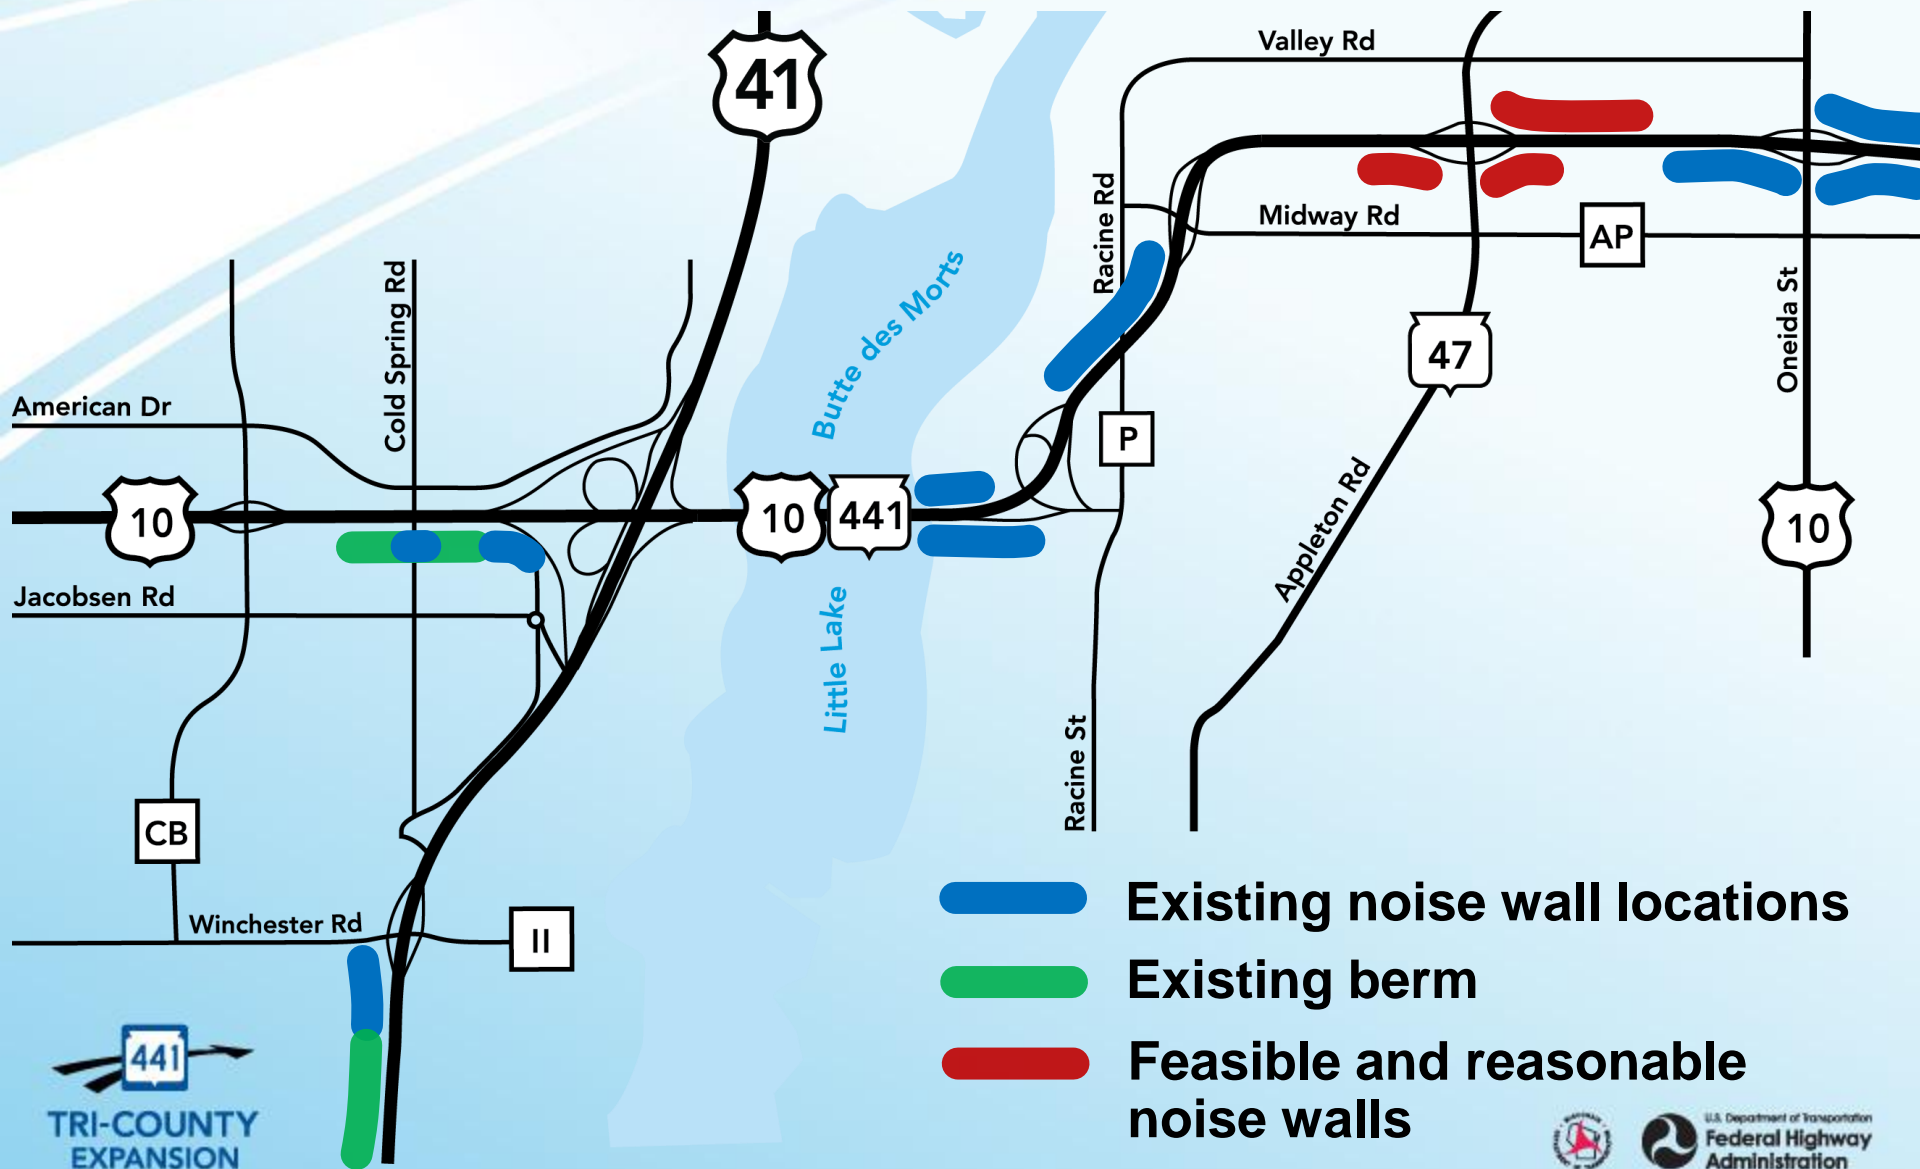 41
Valley Rd
Racine Rd
Midway Rd
AP
Butte des Morts
Cold Spring Rd
Oneida St
47
American Dr
P
10
10
441
10
Appleton Rd
Jacobsen Rd
Little Lake
Racine St
CB
Winchester Rd
II
Existing noise wall locations
Existing berm
Feasible and reasonable
noise walls
441
TRI-COUNTY
EXPANSION
U.S. Department of Transportation
Federal Highway
Administration